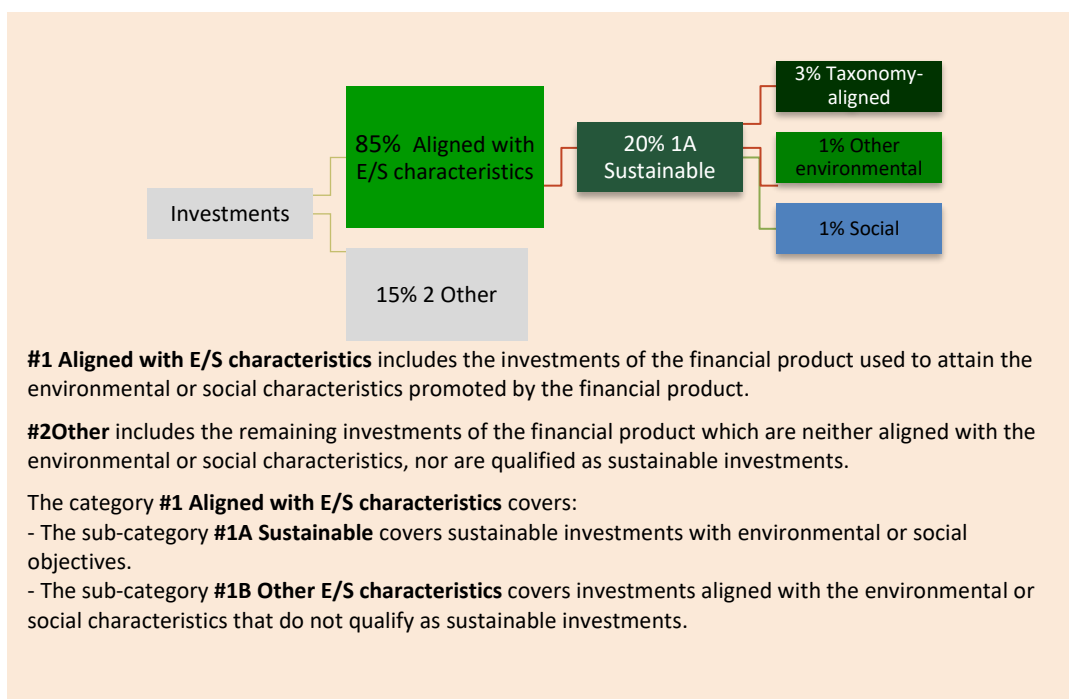 3% Taxonomy-
aligned
85%  Aligned with
E/S characteristics
20% 1A
Sustainable
1% Other
environmental
Investments
1% Social
15% 2 Other
#1 Aligned with E/S characteristics includes the investments of the financial product used to attain the
environmental or social characteristics promoted by the financial product.
#2Other includes the remaining investments of the financial product which are neither aligned with the
environmental or social characteristics, nor are qualified as sustainable investments.
The category #1 Aligned with E/S characteristics covers:
- The sub-category #1A Sustainable covers sustainable investments with environmental or social
objectives.
- The sub-category #1B Other E/S characteristics covers investments aligned with the environmental or
social characteristics that do not qualify as sustainable investments.